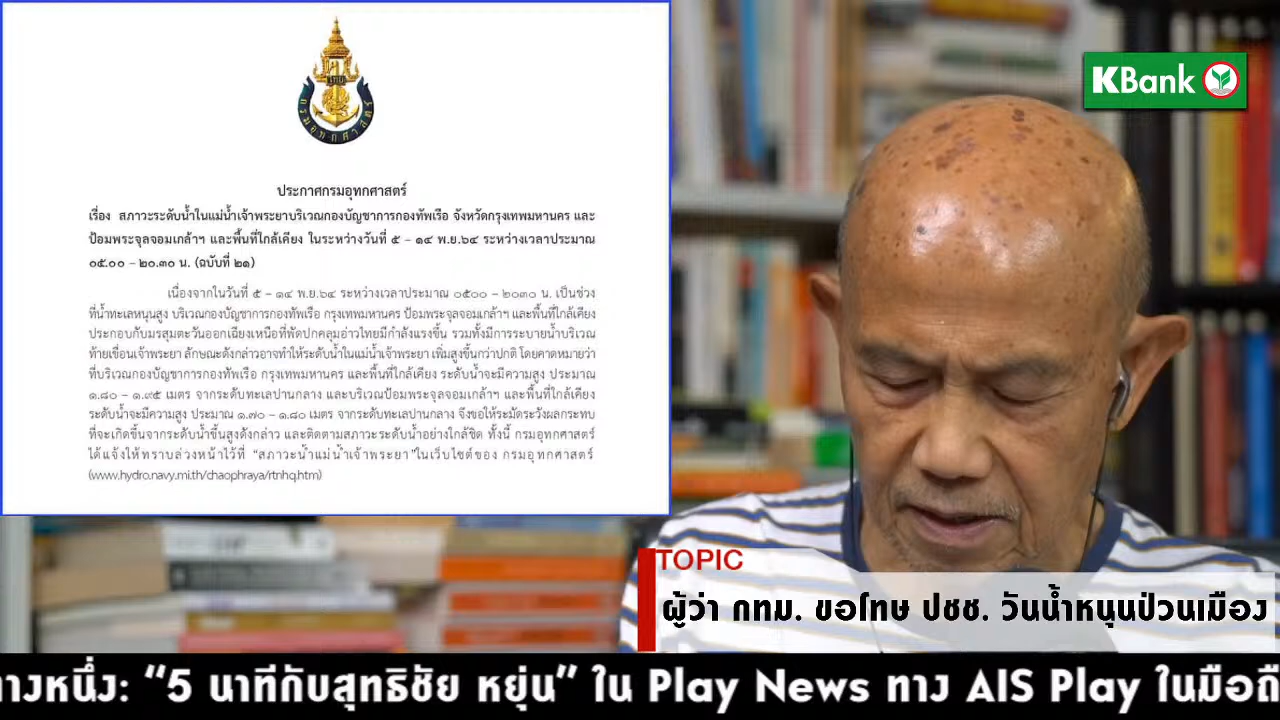 กรมอุทกศาสตร์
KBank
ประกาศกรมอุทกศาสตร์
เรื่อง สภาวะระดับน้ำในแม่น้ำเจ้าพระยาบริเวณกองบัญชาการกองทัพเรือ จังหวัดกรุงเทพมหานคร และ
ป้อมพระจุลจอมเกล้าฯ และพื้นที่ใกล้เคียง ในระหว่างวันที่ ๕ – ๑๔ พ.ย.๖๔ ระหว่างเวลาประมาณ
๐๕.๐๐ – ๒๐.๓๐ น. (ฉบับที่ ๒๑)
เนื่องจากในวันที่ ๕ – ๑๔ พ.ย.๖๔ ระหว่างเวลาประมาณ ๐๕๐๐ – ๒๐๓๐ น. เป็นช่วง
ที่น้ำทะเลหนุนสูง บริเวณกองบัญชาการกองทัพเรือ กรุงเทพมหานคร ป้อมพระจุลจอมเกล้าฯ และพื้นที่ใกล้เคียง
ประกอบกับมรสุมตะวันออกเฉียงเหนือที่พัดปกคลุมอ่าวไทยมีกำลังแรงขึ้น รวมทั้งมีการระบายน้ำบริเวณ
ท้ายเขื่อนเจ้าพระยา ลักษณะดังกล่าวอาจทำให้ระดับน้ำในแม่น้ำเจ้าพระยา เพิ่มสูงขึ้นกว่าปกติ โดยคาดหมายว่า
ที่บริเวณกองบัญชาการกองทัพเรือ กรุงเทพมหานคร และพื้นที่ใกล้เคียง ระดับน้ำจะมีความสูง ประมาณ
๑.๘๐ – ๑.๙๕ เมตร จากระดับทะเลปานกลาง และบริเวณป้อมพระจุลจอมเกล้าฯ และพื้นที่ใกล้เคียง
ระดับน้ำจะมีความสูง ประมาณ ๑.๗๐ – ๑.๘๐ เมตร จากระดับทะเลปานกลาง จึงขอให้ระมัดระวังผลกระทบ
ที่จะเกิดขึ้นจากระดับน้ำขึ้นสูงดังกล่าว และติดตามสภาวะระดับน้ำอย่างใกล้ชิด ทั้งนี้ กรมอุทกศาสตร์
ได้แจ้งให้ทราบล่วงหน้าไว้ที่ “สภาวะน้ำแม่น้ำเจ้าพระยา”ในเว็บไซต์ของ กรมอุทกศาสตร์
(www.hydro.navy.mi.th/chaophraya/rtnhq.htm)
TOPIC
ผู้ว่า กทม. ขอโทษ ปชช. วันน้ำหนุนป่วนเมือง
ทางหนึ่ง: “5 นาทีกับสุทธิชัย หยุ่น” ใน Play News ทาง AIS Play ในมือถื